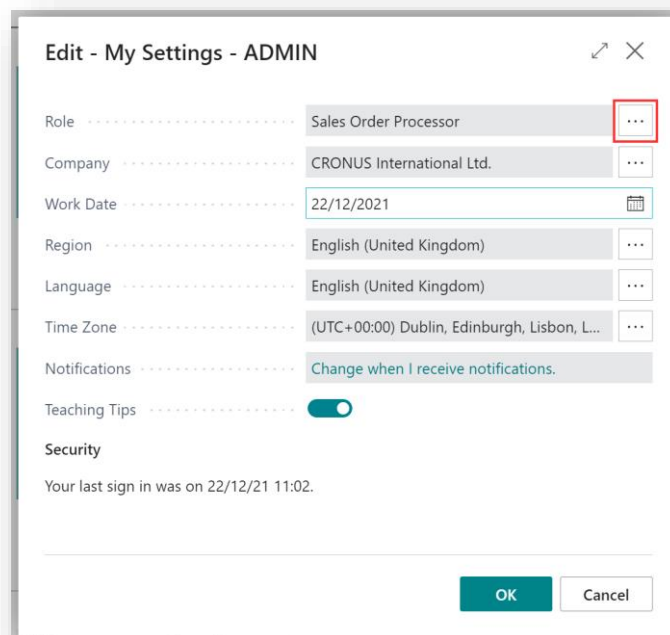 Edit - My Settings - ADMIN
Role Sales Order Processor ...
Company CRONUS International Ltd. ...
Work Date 22/12/2021
Region English (United Kingdom) ...
Language English (United Kingdom) ...
Time Zone (UTC+00:00) Dublin, Edinburgh, Lisbon, L... ...
Notifications Change when I receive notifications.
Teaching Tips
Security
Your last sign in was on 22/12/21 11:02.
OK Cancel